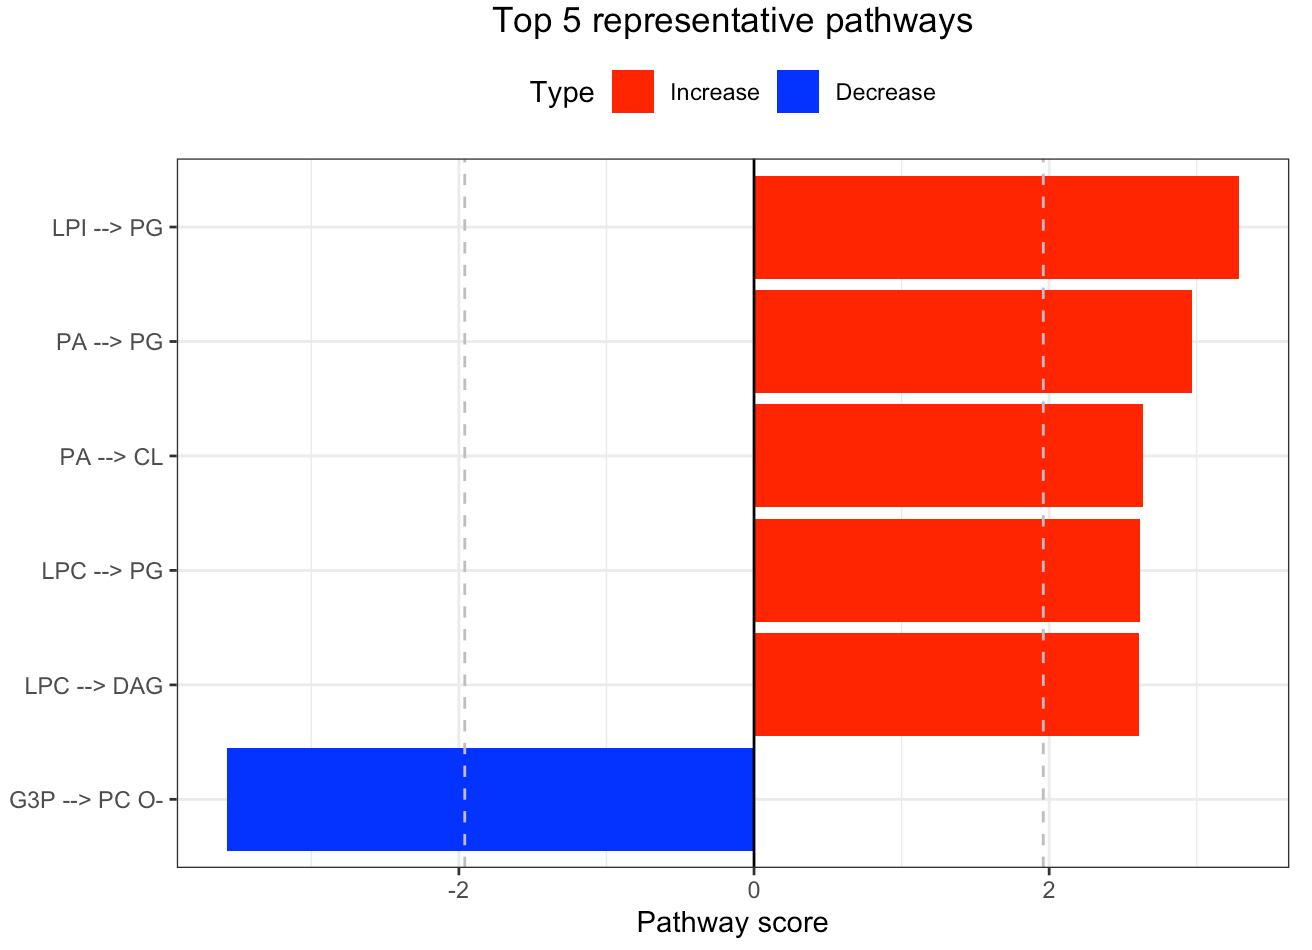 Top 5 representative pathways
Type Increase Decrease
LPI --> PG
PA --> PG
PA --> CL
LPC --> PG
LPC --> DAG
G3P --> PC O-
-2 0 2
Pathway score